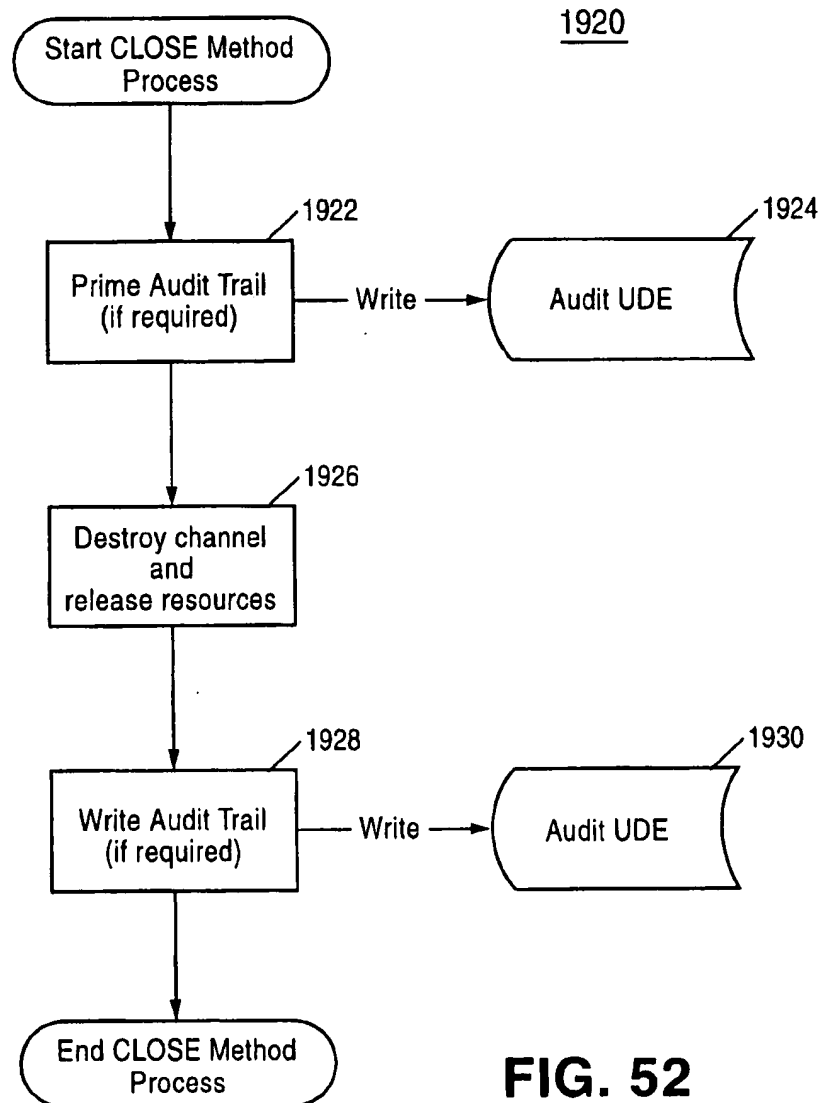 1920
Start CLOSE Method
Process
1922
Prime Audit Trail
(if required)
Write
1924
Audit UDE
1926
Destroy channel
and
release resources
1928
Write Audit Trail
(if required)
Write
1930
Audit UDE
End CLOSE Method
Process
FIG. 52